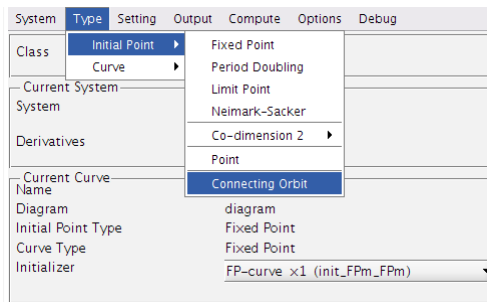 System Type Setting Output Compute Options Debug
Class
Initial Point
Curve
Fixed Point
Period Doubling
Limit Point
Neimark-Sacker
Co-dimension 2
Point
Connecting Orbit
Current System
System
Derivatives
Current Curve
Name
Diagram diagram
Initial Point Type Fixed Point
Curve Type Fixed Point
Initializer FP-curve x1 (init_FPm_FPm)